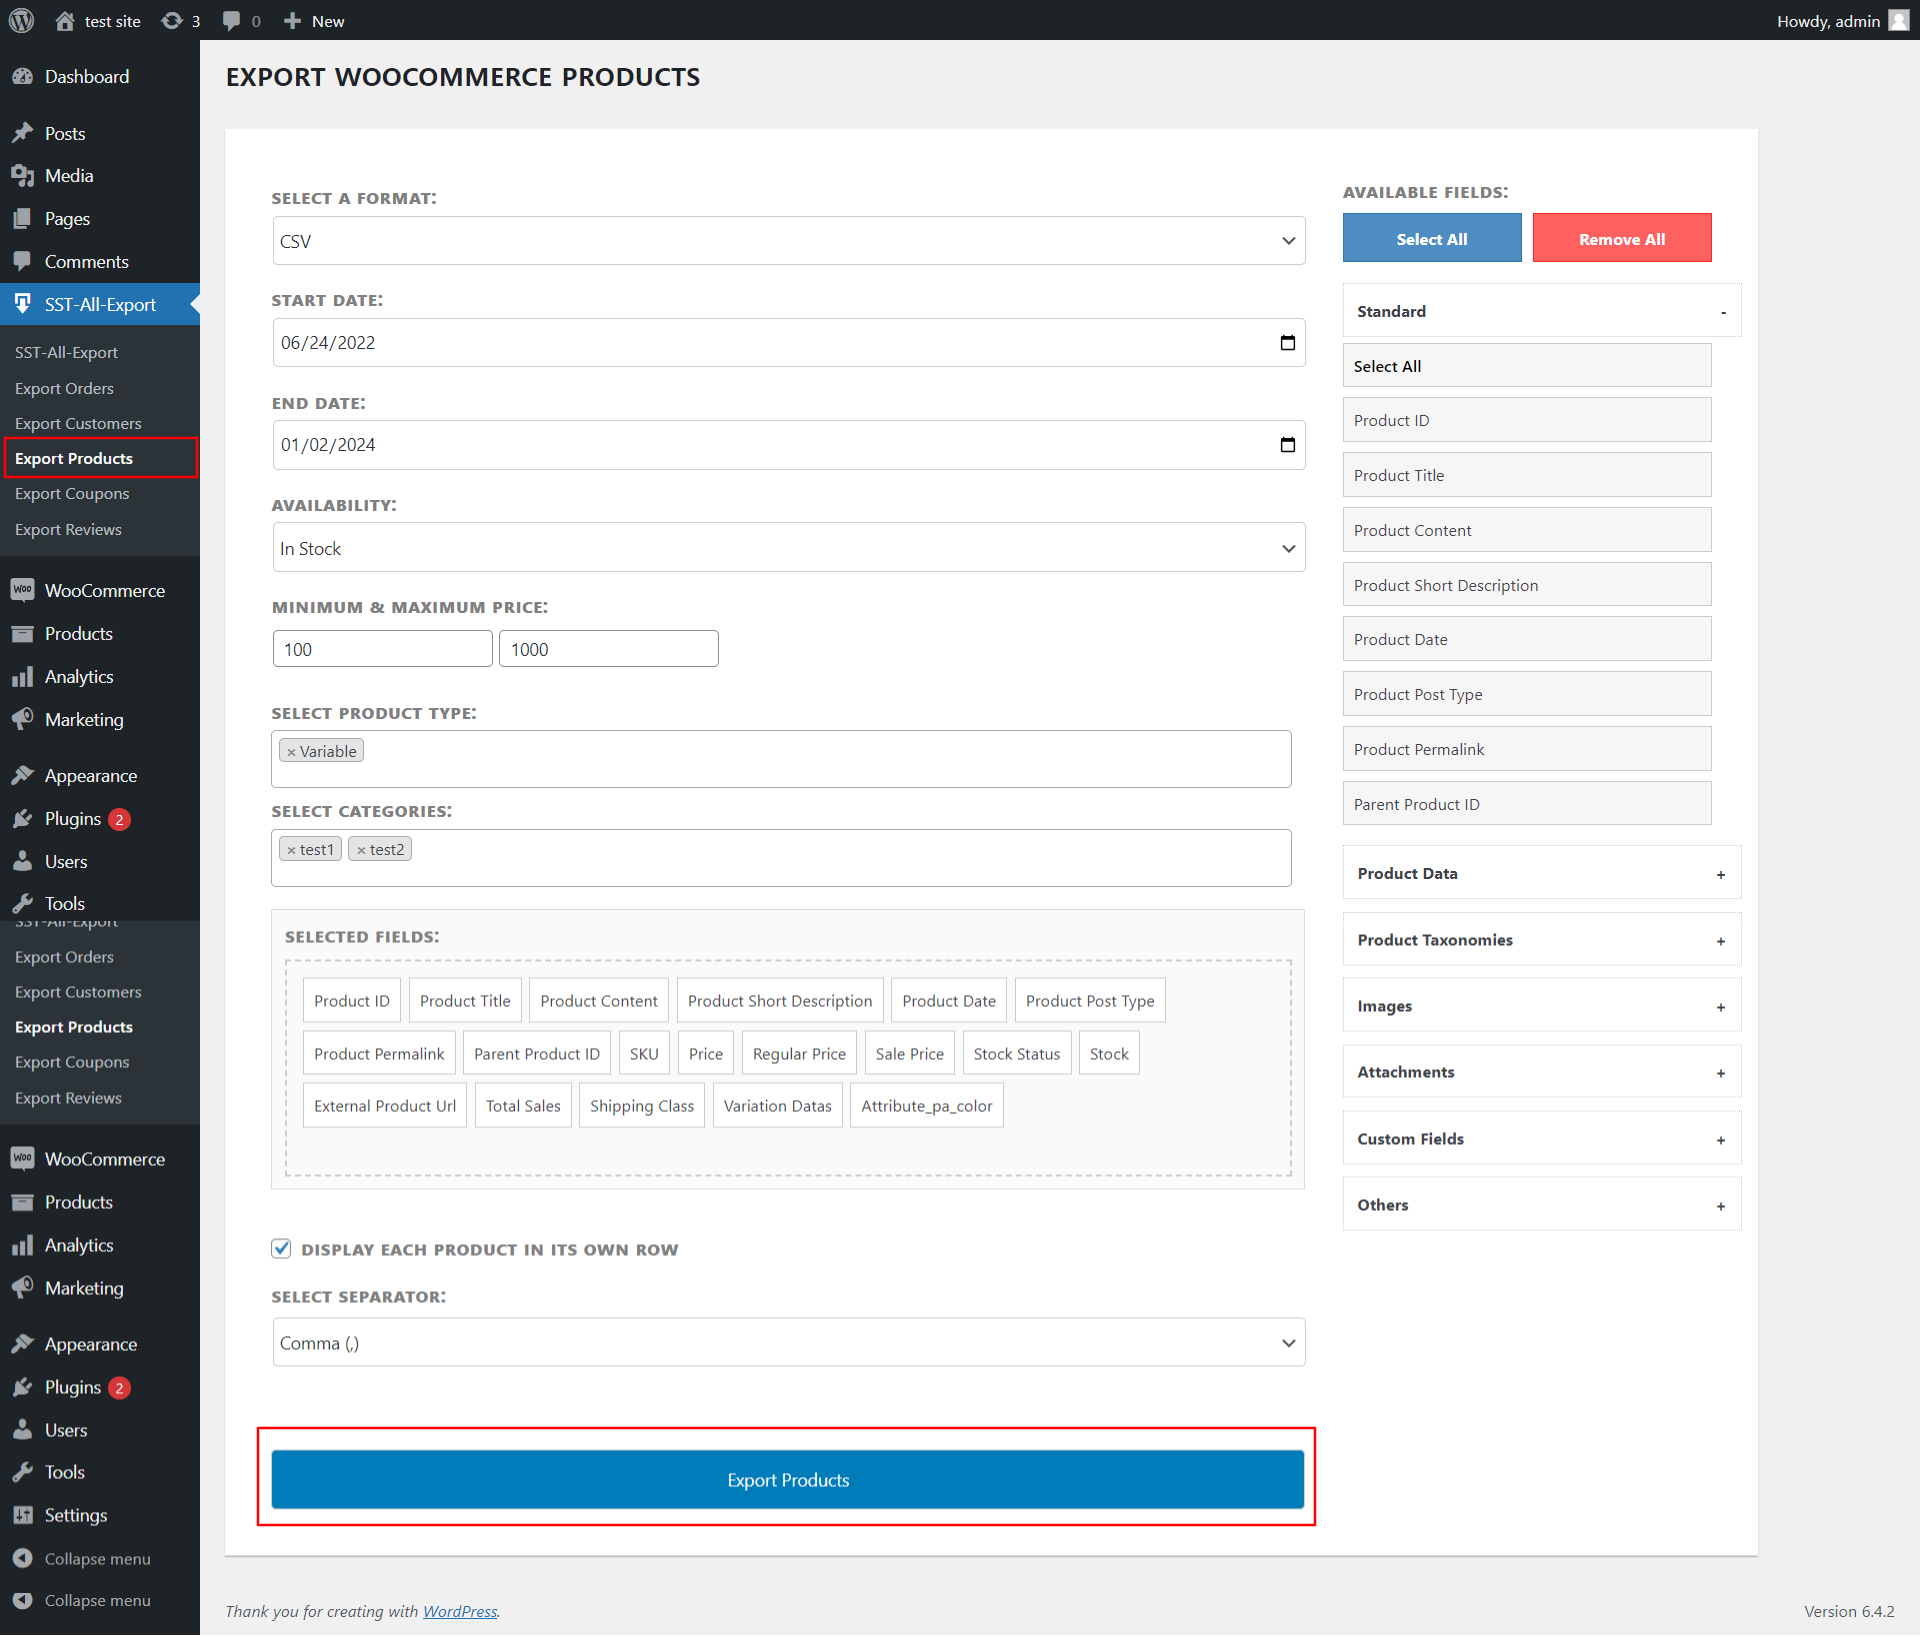 test site 3 0 New Howdy, admin
Dashboard
Posts
Media
Pages
Comments
SST-All-Export
SST-All-Export
Export Orders
Export Customers
Export Products
Export Coupons
Export Reviews
WooCommerce
Products
Analytics
Marketing
Appearance
Plugins 2
Users
Tools
SST-All-Export
Export Orders
Export Customers
Export Products
Export Coupons
Export Reviews
WooCommerce
Products
Analytics
Marketing
Appearance
Plugins 2
Users
Tools
Settings
Collapse menu
Collapse menu
EXPORT WOOCOMMERCE PRODUCTS
SELECT A FORMAT:
CSV
START DATE:
06/24/2022
END DATE:
01/02/2024
AVAILABILITY:
In Stock
MINIMUM & MAXIMUM PRICE:
100 1000
SELECT PRODUCT TYPE:
× Variable
SELECT CATEGORIES:
× test1 × test2
SELECTED FIELDS:
Product ID Product Title Product Content Product Short Description Product Date Product Post Type
Product Permalink Parent Product ID SKU Price Regular Price Sale Price Stock Status Stock
External Product Url Total Sales Shipping Class Variation Datas Attribute_pa_color
DISPLAY EACH PRODUCT IN ITS OWN ROW
SELECT SEPARATOR:
Comma (,)
Export Products
AVAILABLE FIELDS:
Select All Remove All
Standard -
Select All
Product ID
Product Title
Product Content
Product Short Description
Product Date
Product Post Type
Product Permalink
Parent Product ID
Product Data +
Product Taxonomies +
Images +
Attachments +
Custom Fields +
Others +
Thank you for creating with WordPress.
Version 6.4.2